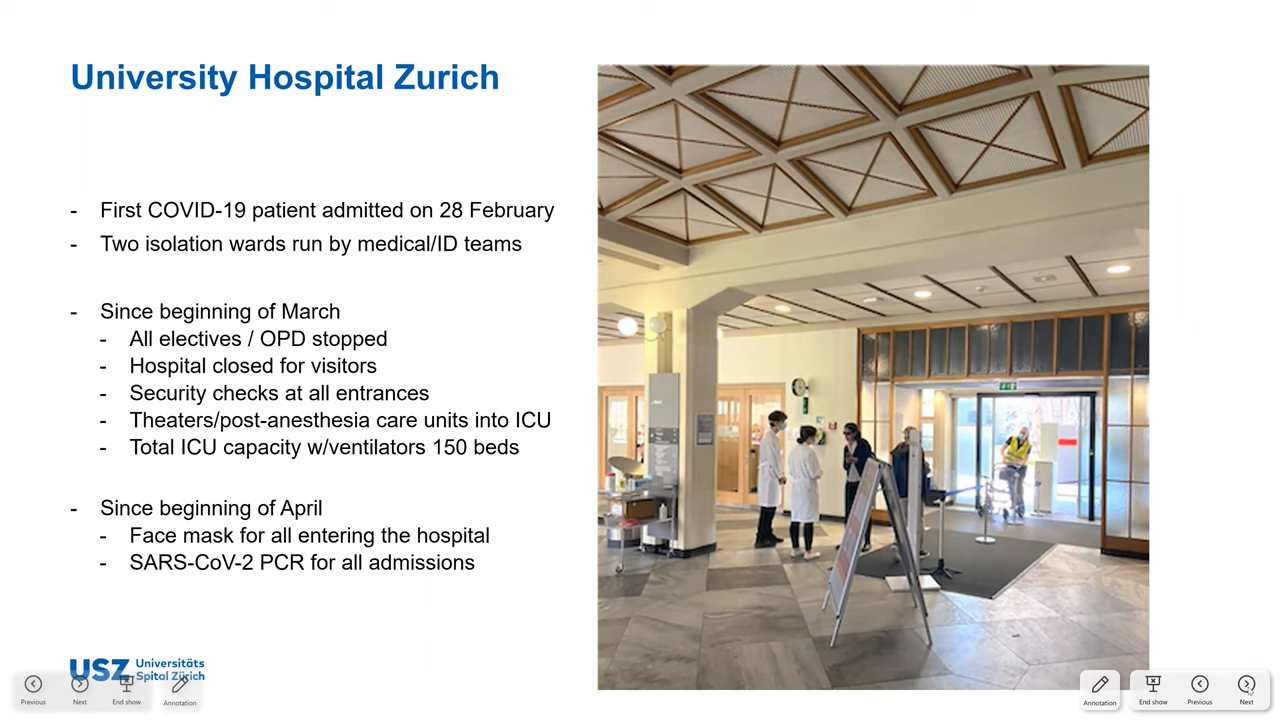 University Hospital Zurich
- First COVID-19 patient admitted on 28 February
- Two isolation wards run by medical/ID teams
- Since beginning of March
- All electives / OPD stopped
- Hospital closed for visitors
- Security checks at all entrances
- Theaters/post-anesthesia care units into ICU
- Total ICU capacity w/ventilators 150 beds
- Since beginning of April
- Face mask for all entering the hospital
- SARS-CoV-2 PCR for all admissions
USZ Universitäts
Spital Zürich
Previous Next End show Annotation
Annotation End show Previous Next